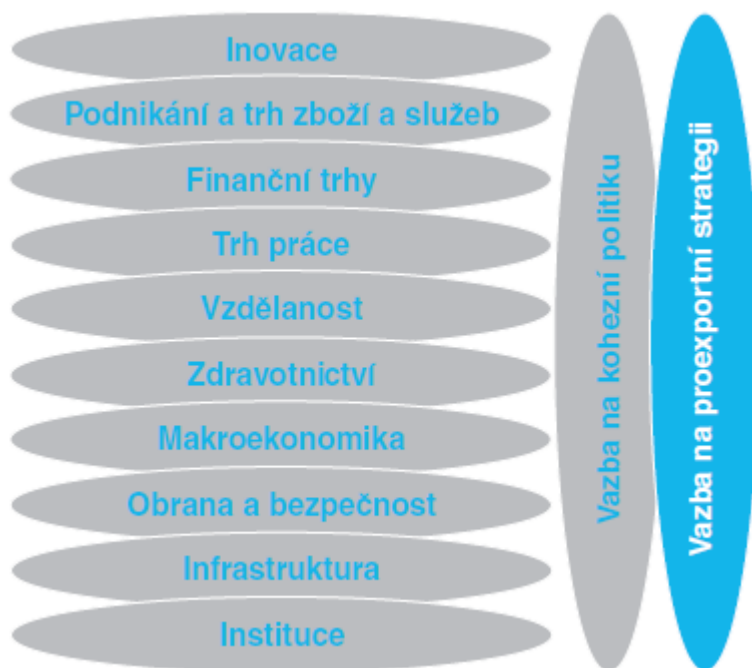 Inovace
Podnikání a trh zboží a služeb
Finanční trhy
Trh práce
Vzdělanost
Zdravotnictví
Makroekonomika
Obrana a bezpečnost
Infrastruktura
Instituce
Vazba na kohezní politiku
Vazba na proexportní strategii